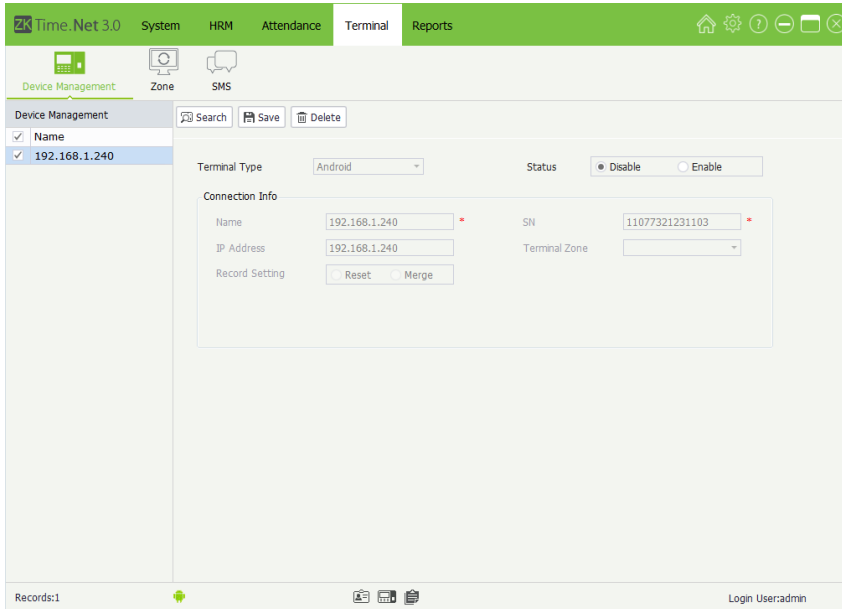 ZK Time.Net 3.0 System HRM Attendance Terminal Reports
Device Management Zone SMS
Device Management Search Save Delete
Name
192.168.1.240
Terminal Type Android Status Disable Enable
Connection Info
Name 192.168.1.240 * SN 11077321231103 *
IP Address 192.168.1.240 Terminal Zone
Record Setting Reset Merge
Records:1 Login User:admin